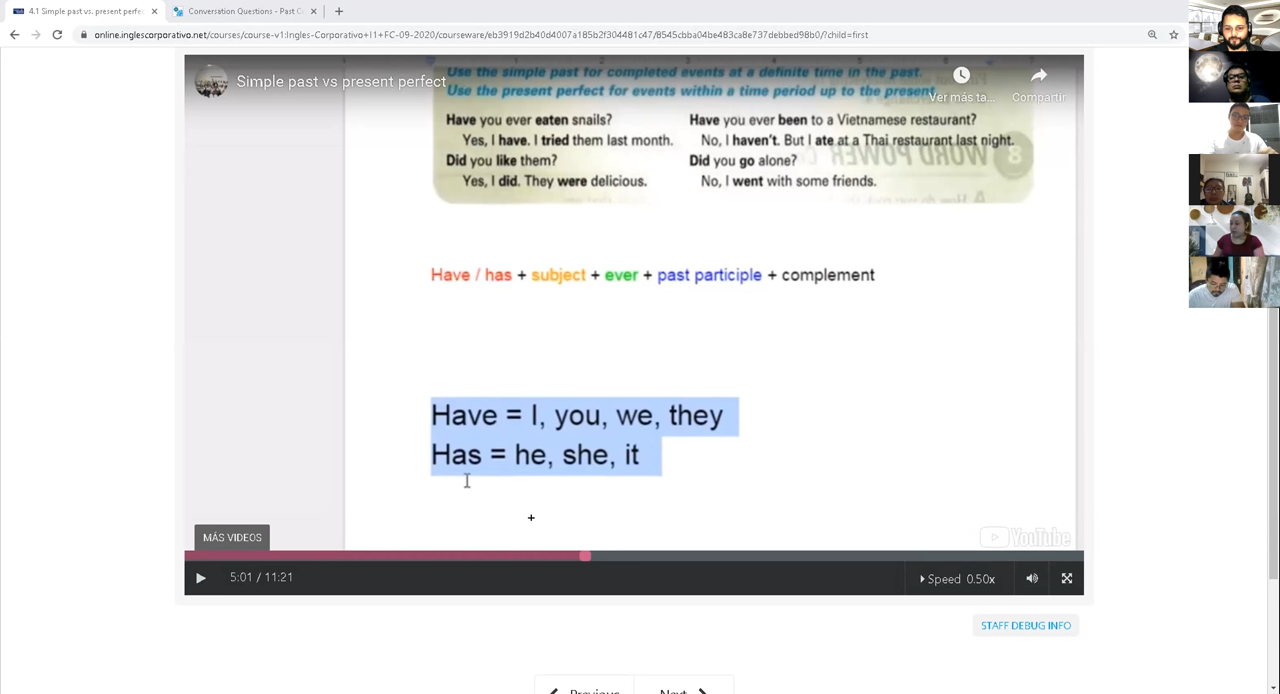 4.1 Simple past vs. present perfe
Conversation Questions - Past C
online.inglescorporativo.net/courses/course-v1:Ingles-Corporativo+I1+FC-09-2020/courseware/
8545cbba04be483ca8e737debbed98b0/?child=first
Simple past vs present perfect
Ver más ta...
Compartir
Use the simple past for completed events at a definite time in the past.
Use the present perfect for events within a time period up to the present.
Have you ever eaten snails?
Yes, I have. I tried them last month.
Did you like them?
Yes, I did. They were delicious.
Have you ever been to a Vietnamese restaurant?
No, I haven't. But I ate at a Thai restaurant last night.
Did you go alone?
No, I went with some friends.
8 WORD POWER
Have / has + subject + ever + past participle + complement
Have = I, you, we, they
Has = he, she, it
MÁS VIDEOS
YouTube
5:01 / 11:21
Speed 0.50x
STAFF DEBUG INFO
Previous
Next